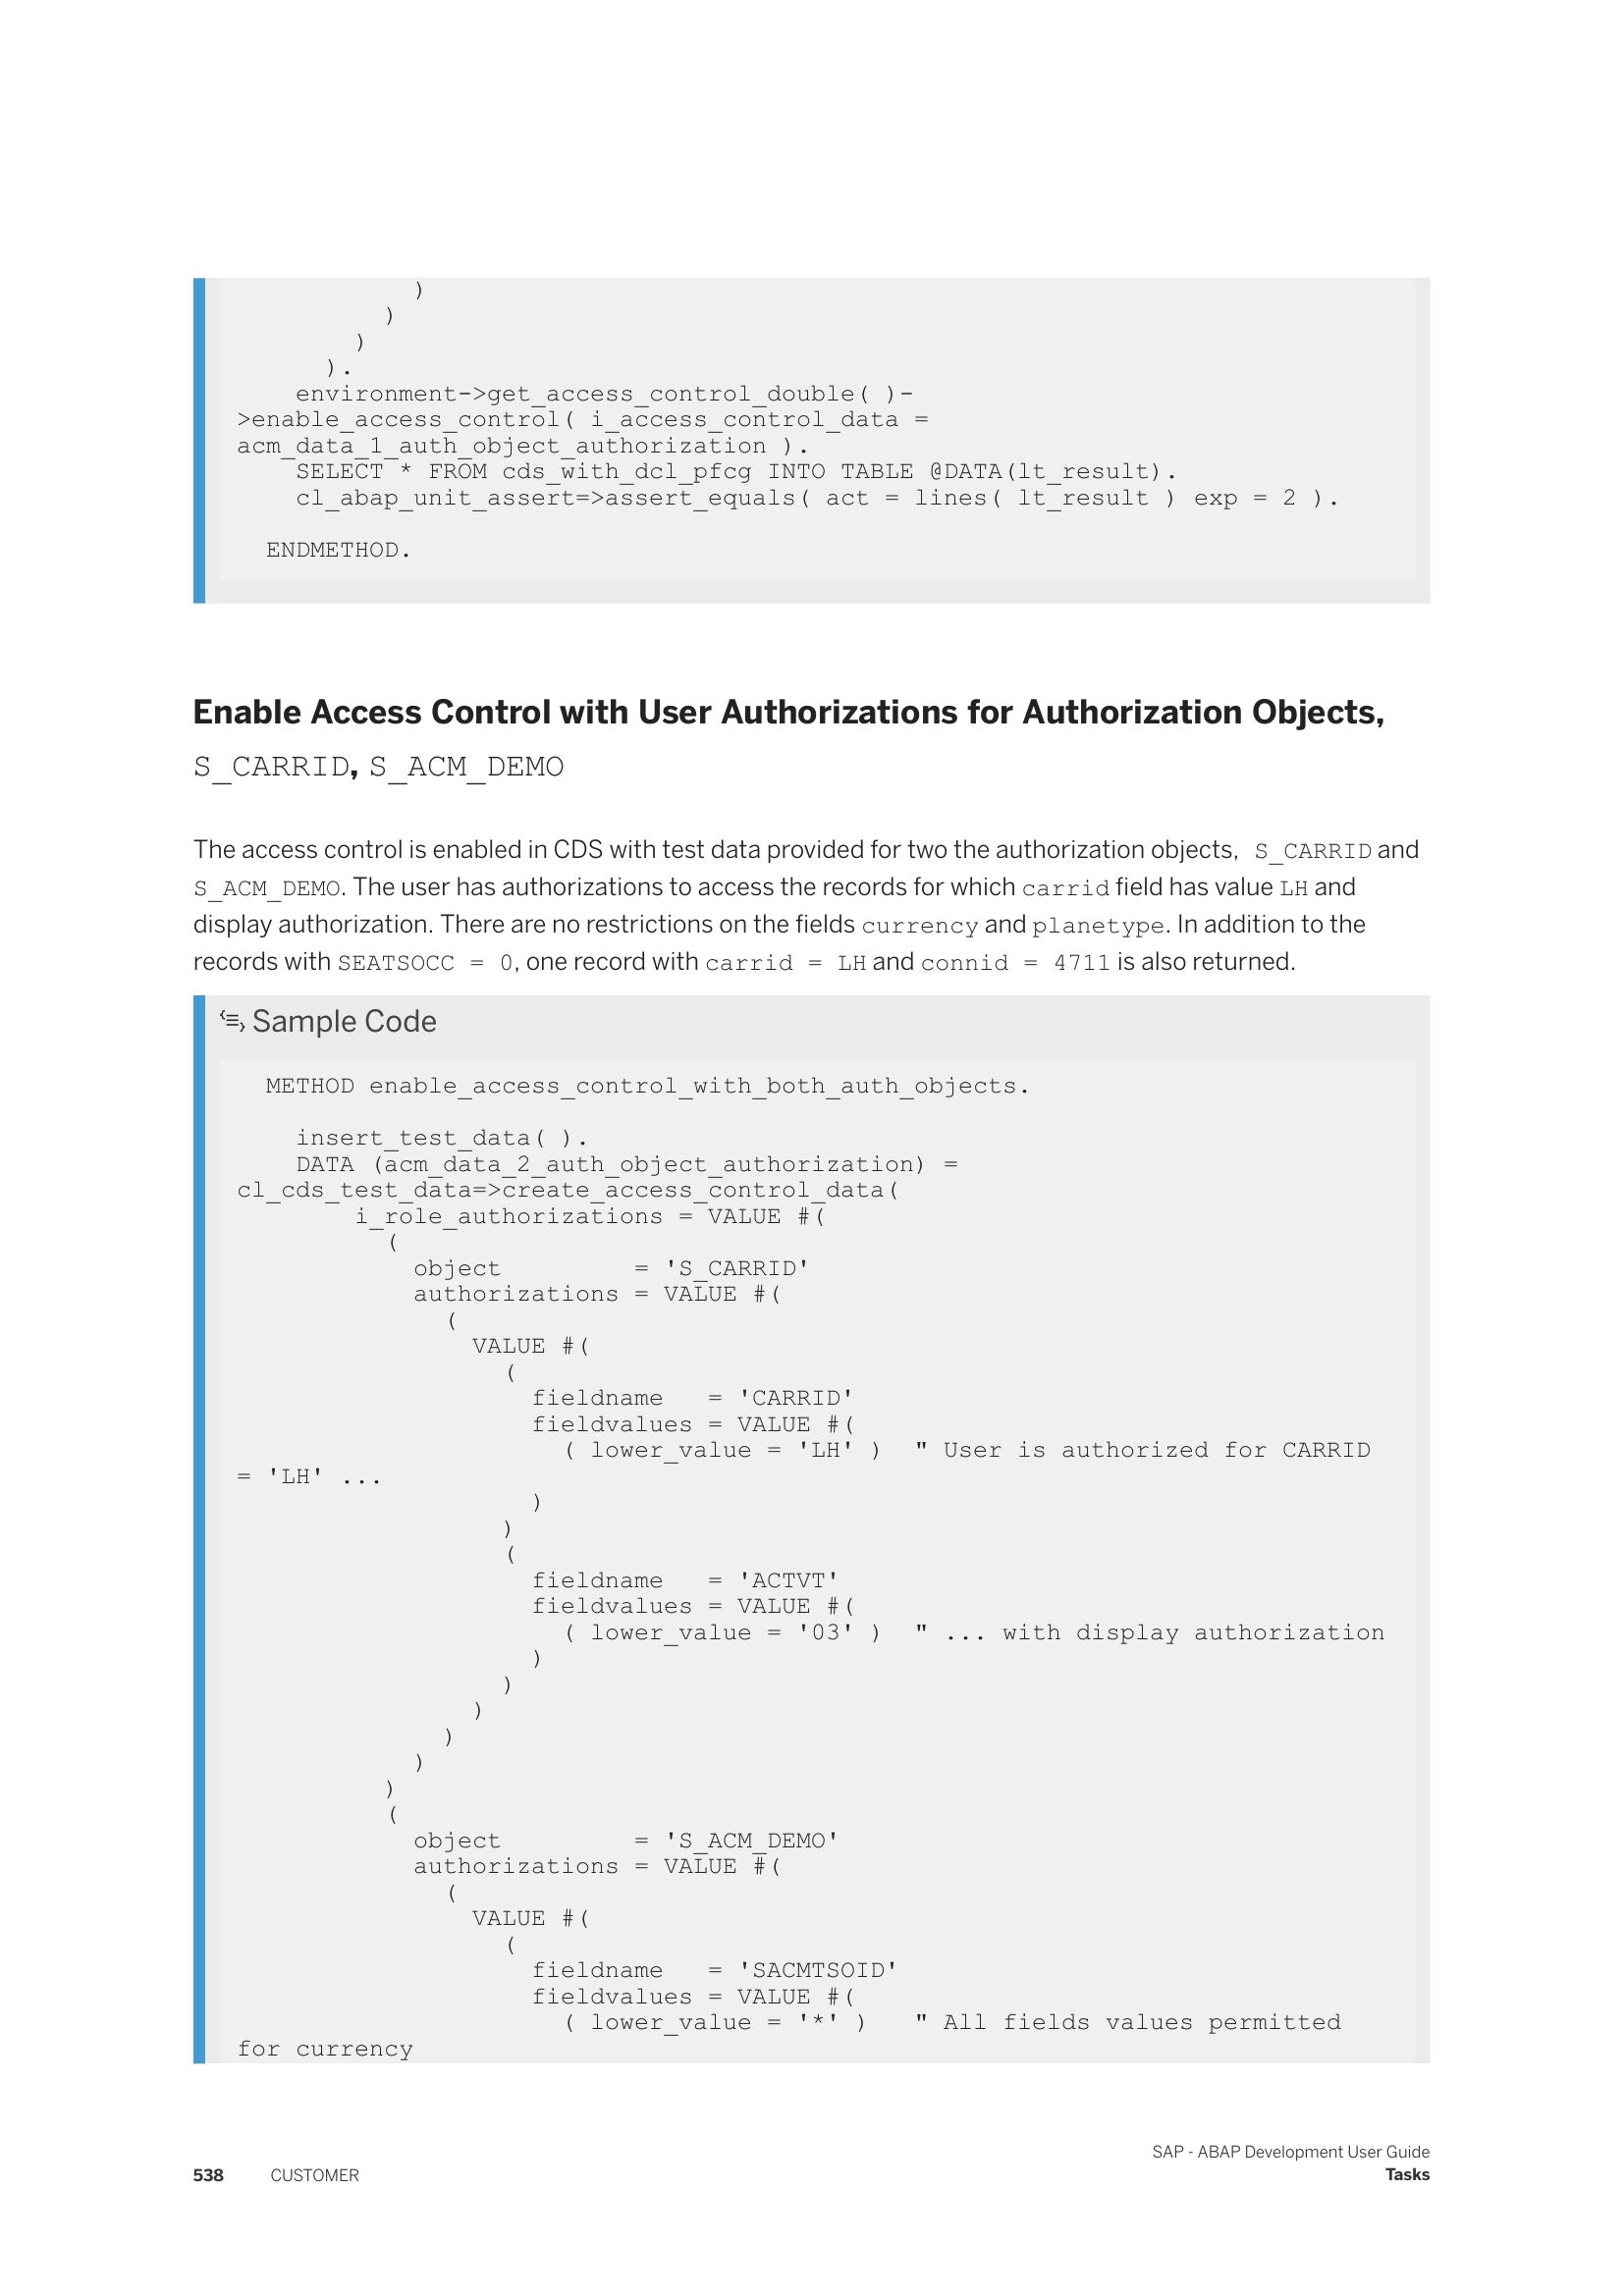 )
)
)
).
environment->get_access_control_double( )-
>enable_access_control( i_access_control_data =
acm_data_1_auth_object_authorization ).
SELECT * FROM cds_with_dcl_pfcg INTO TABLE @DATA(lt_result).
cl_abap_unit_assert=>assert_equals( act = lines( lt_result ) exp = 2 ).
ENDMETHOD.
Enable Access Control with User Authorizations for Authorization Objects,
S_CARRID, S_ACM_DEMO
The access control is enabled in CDS with test data provided for two the authorization objects, S_CARRID and
S_ACM_DEMO. The user has authorizations to access the records for which carrid field has value LH and
display authorization. There are no restrictions on the fields currency and planetype. In addition to the
records with SEATSOCC = 0, one record with carrid = LH and connid = 4711 is also returned.
Sample Code
METHOD enable_access_control_with_both_auth_objects.
insert_test_data( ).
DATA (acm_data_2_auth_object_authorization) =
cl_cds_test_data=>create_access_control_data(
i_role_authorizations = VALUE #(
(
object = 'S_CARRID'
authorizations = VALUE #(
(
VALUE #(
(
fieldname = 'CARRID'
fieldvalues = VALUE #(
( lower_value = 'LH' ) " User is authorized for CARRID
= 'LH' ...
)
)
(
fieldname = 'ACTVT'
fieldvalues = VALUE #(
( lower_value = '03' ) " ... with display authorization
)
)
)
)
)
)
(
object = 'S_ACM_DEMO'
authorizations = VALUE #(
(
VALUE #(
(
fieldname = 'SACMTSOID'
fieldvalues = VALUE #(
( lower_value = '*' ) " All fields values permitted
for currency
SAP - ABAP Development User Guide
538 CUSTOMER Tasks